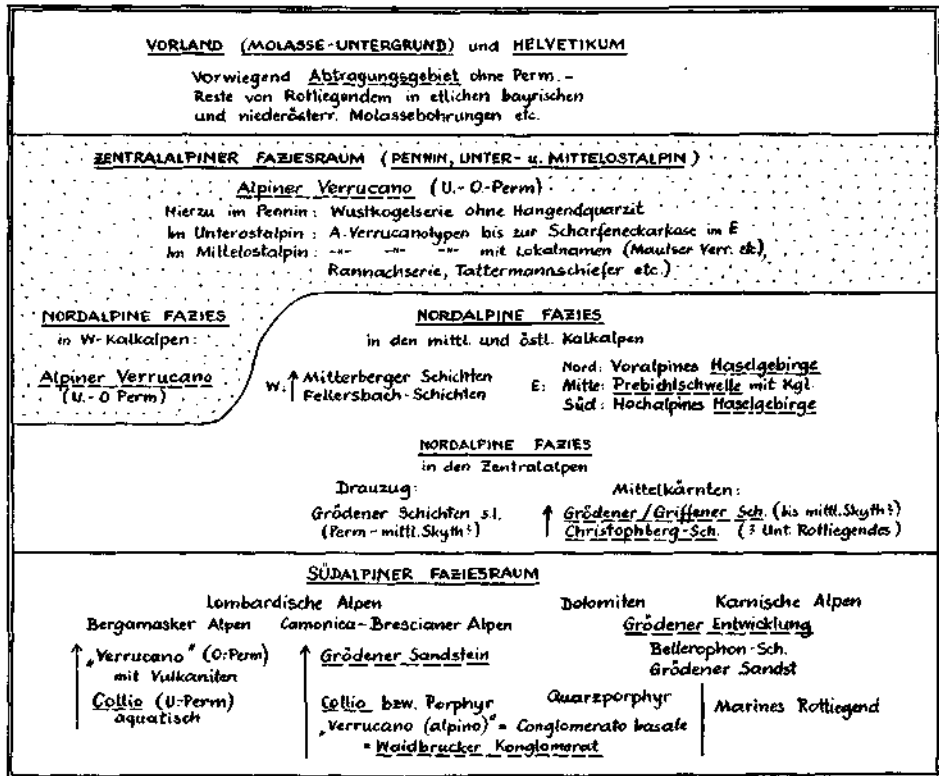 VORLAND (MOLASSE-UNTERGRUND) und HELVETIKUM
Vorwiegend Abtragungsgebiet ohne Perm.-
Reste von Rotliegendem in etlichen bayrischen
und niederösterr. Molassebohrungen etc.
ZENTRALALPINER FAZIESRAUM (PENNIN, UNTER- u. MITTELOSTALPIN)
Alpiner Verrucano (U.-O-Perm)
Hierzu im Pennin: Wustkogelserie ohne Hangendquarzit
Im Unterostalpin: A.Verrucanotypen bis zur Scharfeneckarkose im E
Im Mittelostalpin: -"- -"- -"- mit Lokalnamen (Maulser Verr. etc),
Rannachserie, Tattermannschiefer etc.)
NORDALPINE FAZIES
in W-Kalkalpen:
Alpiner Verrucano
(U.-O Perm)
NORDALPINE FAZIES
in den mittl. und östl. Kalkalpen
W: ↑ Mitterberger Schichten
Fellersbach-Schichten
E: Nord: Voralpines Haselgebirge
Mitte: Prebichlschwelle mit Kgl.
Süd: Hochalpines Haselgebirge
NORDALPINE FAZIES
in den Zentralalpen
Drauzug:
Grödener Schichten s.l.
(Perm-mittl.Skyth?)
Mittelkärnten:
↑ Grödener/Griffener Sch. (bis mittl.Skyth?)
Christophberg-Sch. (? Unt. Rotliegendes)
SÜDALPINER FAZIESRAUM
Lombardische Alpen
Bergamasker Alpen Camonica-Brescianer Alpen
„Verrucano" (O-Perm)
mit Vulkaniten
Collio (U-Perm)
aquatisch
Grödener Sandstein
Collio bzw. Porphyr
„Verrucano (alpino)" = Conglomerato basale
= Waidbrucker Konglomerat
Dolomiten Karnische Alpen
Grödener Entwicklung
Bellerophon-Sch.
Grödener Sandst
Quarzporphyr
Marines Rotliegend